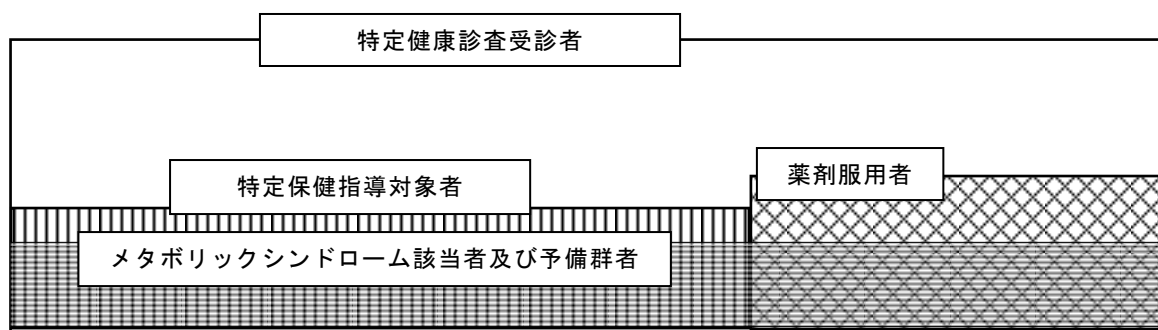 特定健康診査受診者
薬剤服用者
特定保健指導対象者
メタボリックシンドローム該当者及び予備群者